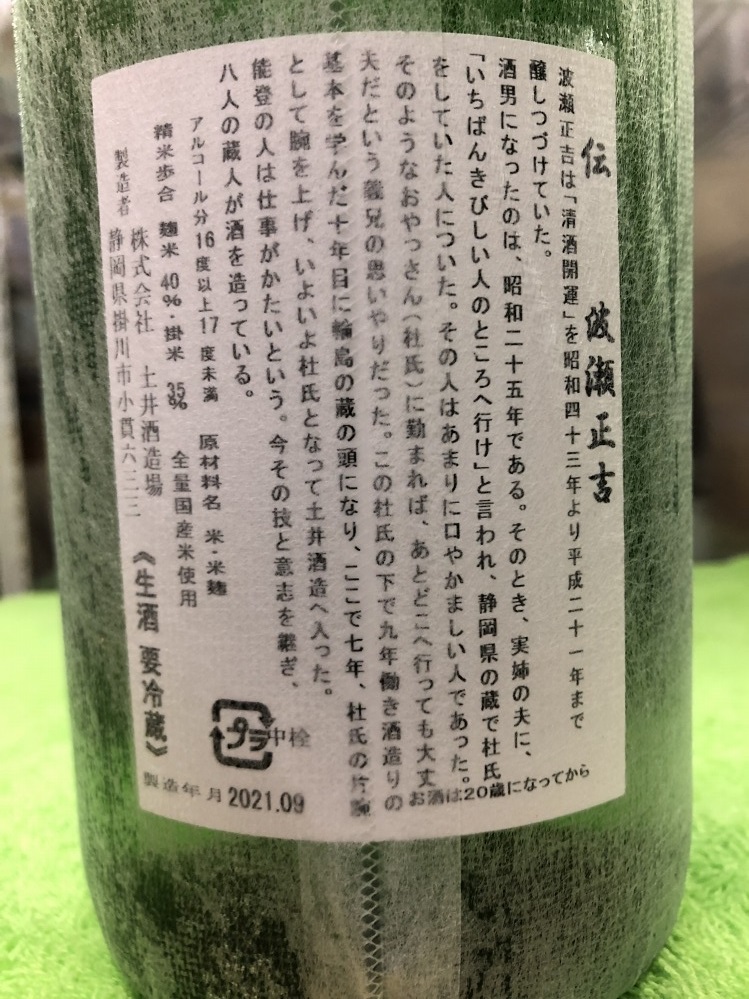 伝 波瀬正吉
波瀬正吉は「清酒開運」を昭和四十三年より平成二十一年まで
醸しつづけていた。
酒男になったのは、昭和二十五年である。そのとき、実姉の夫に、
「いちばんきびしい人のところへ行け」と言われ、静岡県の蔵で杜氏
をしていた人についた。その人はあまりに口やかましい人であった。
そのようなおやっさん(杜氏)に勤まれば、あとどこへ行っても大丈
夫だという義兄の思いやりだった。この杜氏の下で九年働き酒造りの
基本を学んだ十年目に輪島の蔵の頭になり、ここで七年、杜氏の片腕
として腕を上げ、いよいよ杜氏となって土井酒造へ入った。
能登の人は仕事がかたいという。今その技と意志を継ぎ、
八人の蔵人が酒を造っている。
アルコール分16度以上17度未満 原材料名 米・米麹
精米歩合 麹米 40%・掛米 35% 全量国産米使用
製造者 株式会社 土井酒造場
静岡県掛川市小貫六三三
《生酒 要冷蔵》
プラ 中栓
製造年月 2021.09
お酒は20歳になってから